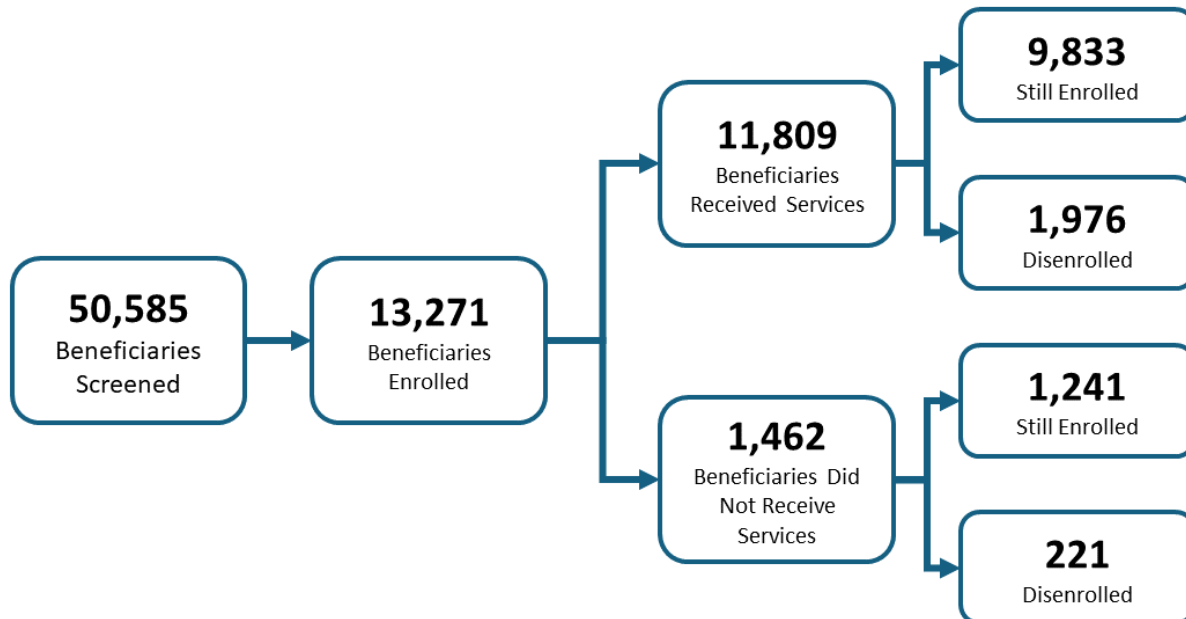 50,585
Beneficiaries
Screened
13,271
Beneficiaries
Enrolled
11,809
Beneficiaries
Received Services
9,833
Still Enrolled
1,976
Disenrolled
1,462
Beneficiaries Did
Not Receive
Services
1,241
Still Enrolled
221
Disenrolled